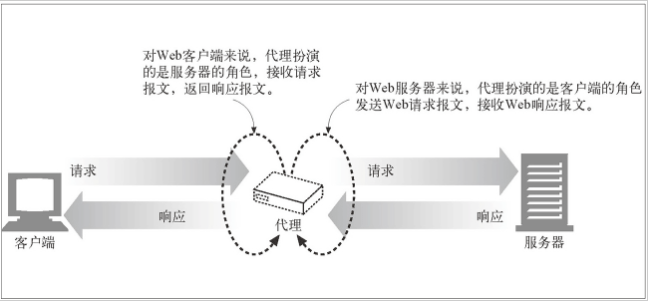 对Web客户端来说，代理扮演
的是服务器的角色，接收请求
报文，返回响应报文。
对Web服务器来说，代理扮演的是客户端的角色
发送Web请求报文，接收Web响应报文。
请求
请求
响应
响应
客户端
代理
服务器